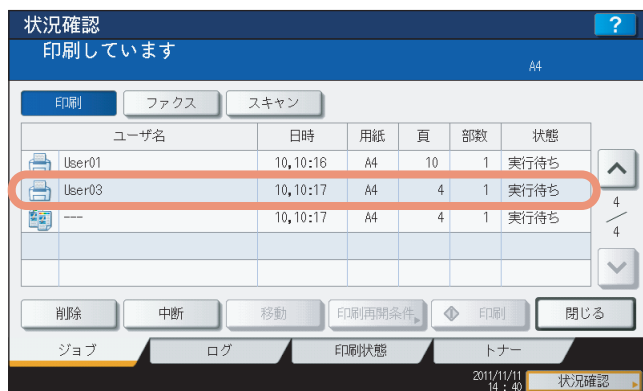 状況確認 ?
印刷しています
A4
印刷 ファクス スキャン
ユーザ名 日時 用紙 頁 部数 状態
User01 10,10:16 A4 10 1 実行待ち
User03 10,10:17 A4 4 1 実行待ち
--- 10,10:17 A4 4 1 実行待ち
4
4
削除 中断 移動 印刷再開条件 印刷 閉じる
ジョブ ログ 印刷状態 トナー
2011/11/11
14 : 40 状況確認